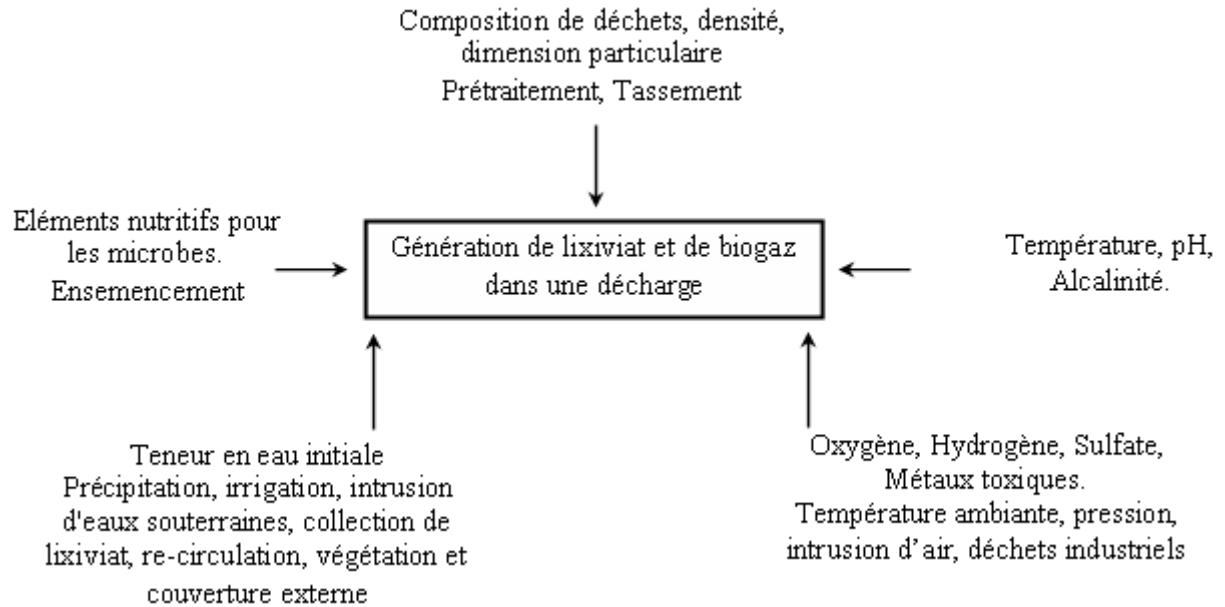 Composition de déchets, densité,
dimension particulaire
Prétraitement, Tassement
Eléments nutritifs pour
les microbes.
Ensemencement
Génération de lixiviat et de biogaz
dans une décharge
Température, pH,
Alcalinité.
Teneur en eau initiale
Précipitation, irrigation, intrusion
d'eaux souterraines, collection de
lixiviat, re-circulation, végétation et
couverture externe
Oxygène, Hydrogène, Sulfate,
Métaux toxiques.
Température ambiante, pression,
intrusion d’air, déchets industriels